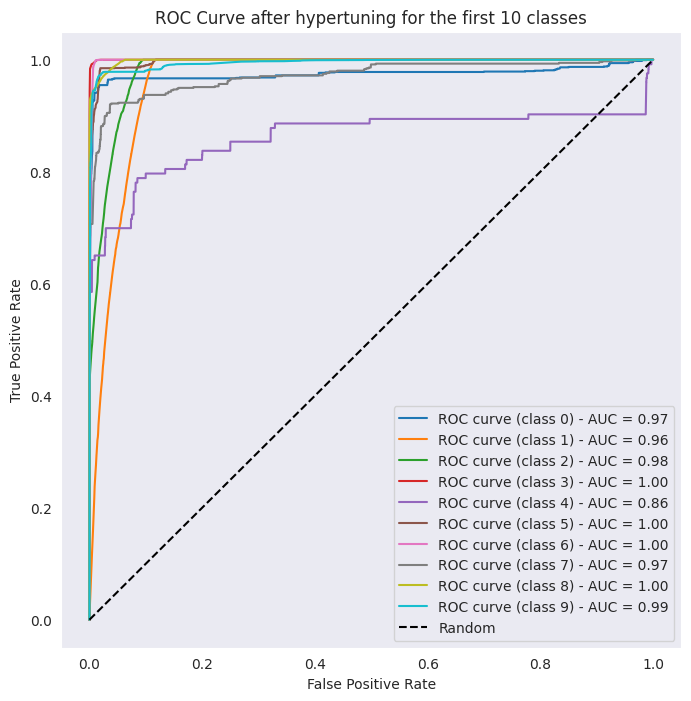 ROC Curve after hypertuning for the first 10 classes
1.0
0.8
0.6
0.4
0.2
0.0
True Positive Rate
ROC curve (class 0) - AUC = 0.97
ROC curve (class 1) - AUC = 0.96
ROC curve (class 2) - AUC = 0.98
ROC curve (class 3) - AUC = 1.00
ROC curve (class 4) - AUC = 0.86
ROC curve (class 5) - AUC = 1.00
ROC curve (class 6) - AUC = 1.00
ROC curve (class 7) - AUC = 0.97
ROC curve (class 8) - AUC = 1.00
ROC curve (class 9) - AUC = 0.99
Random
0.0 0.2 0.4 0.6 0.8 1.0
False Positive Rate